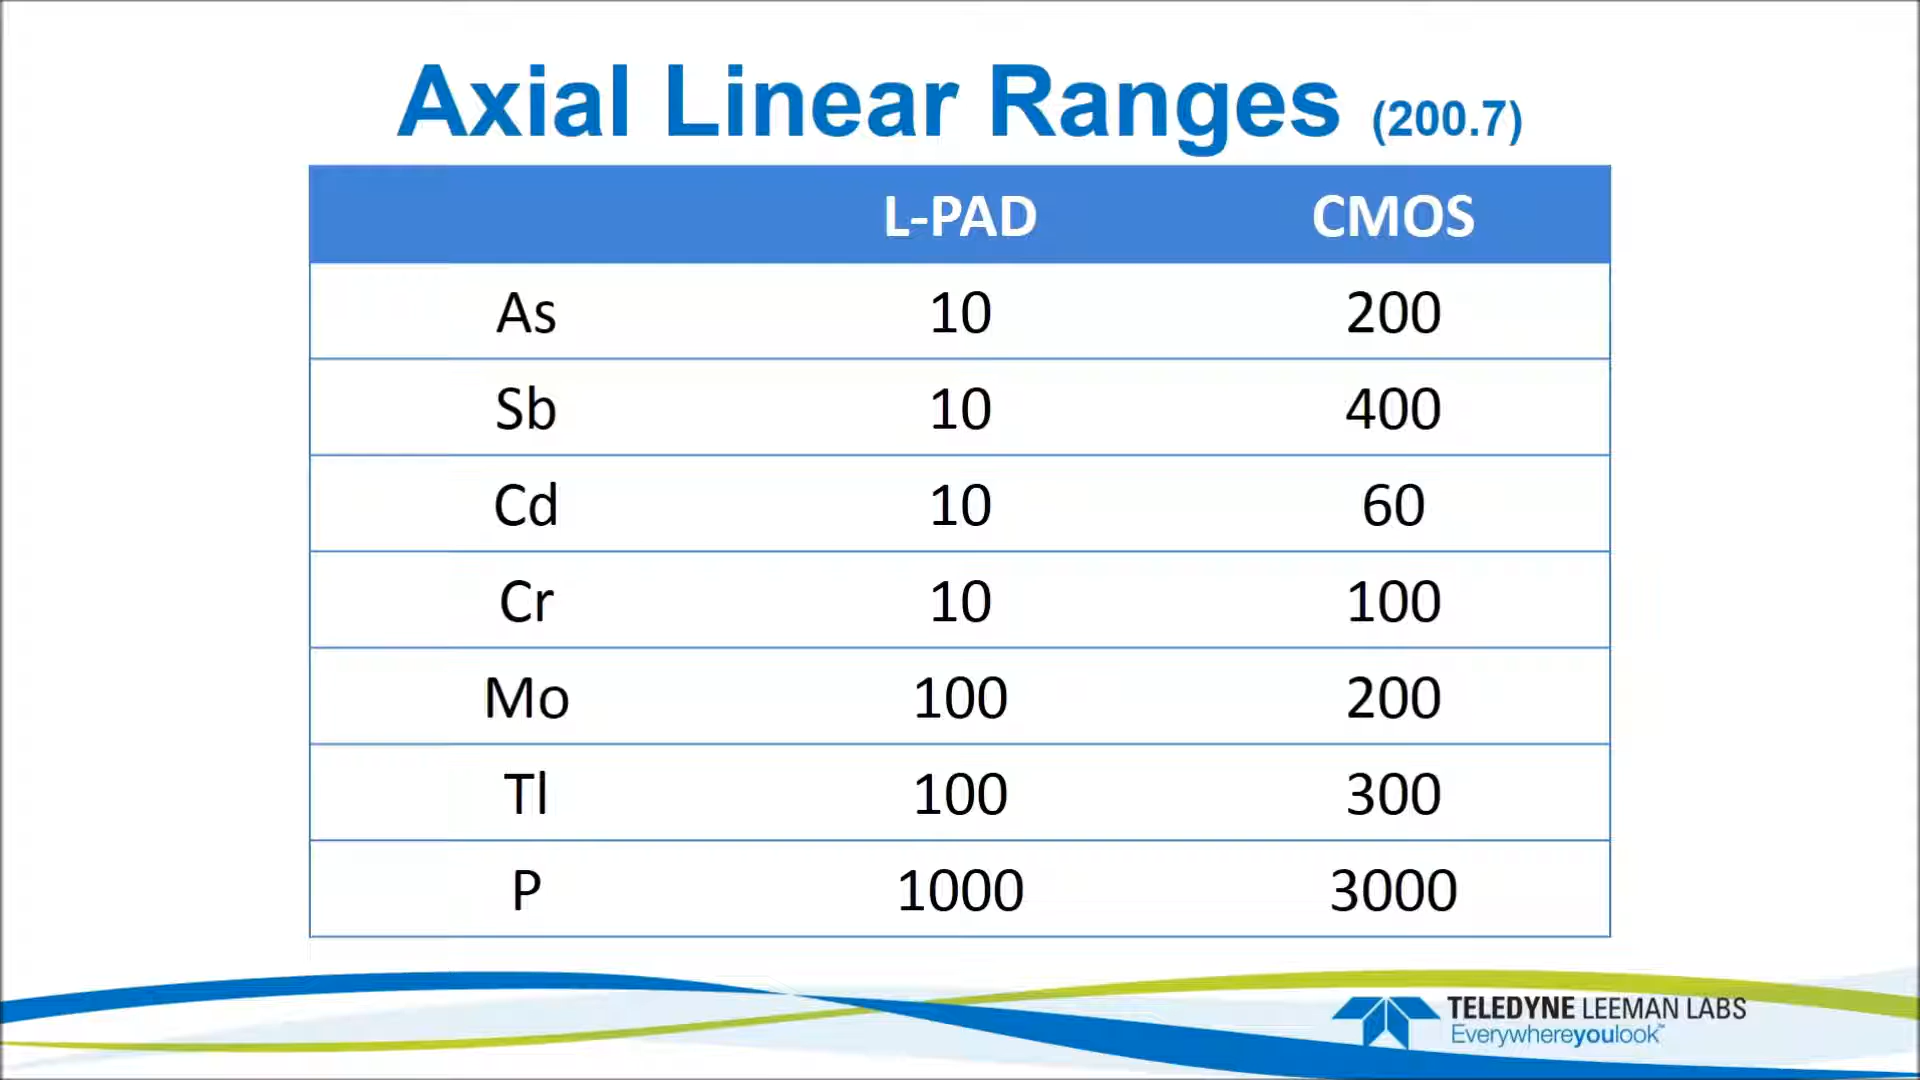 Axial Linear Ranges (200.7)
L-PAD CMOS
As 10 200
Sb 10 400
Cd 10 60
Cr 10 100
Mo 100 200
Tl 100 300
P 1000 3000
TELEDYNE LEEMAN LABS
Everywhereyoulook™